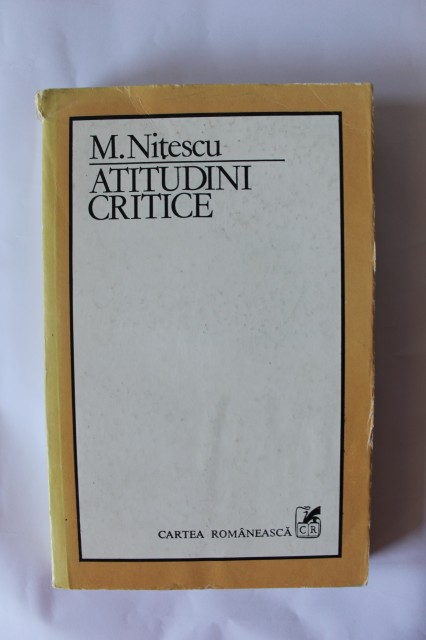 M. Nițescu
ATITUDINI
CRITICE
CARTEA ROMÂNEASCĂ
CR